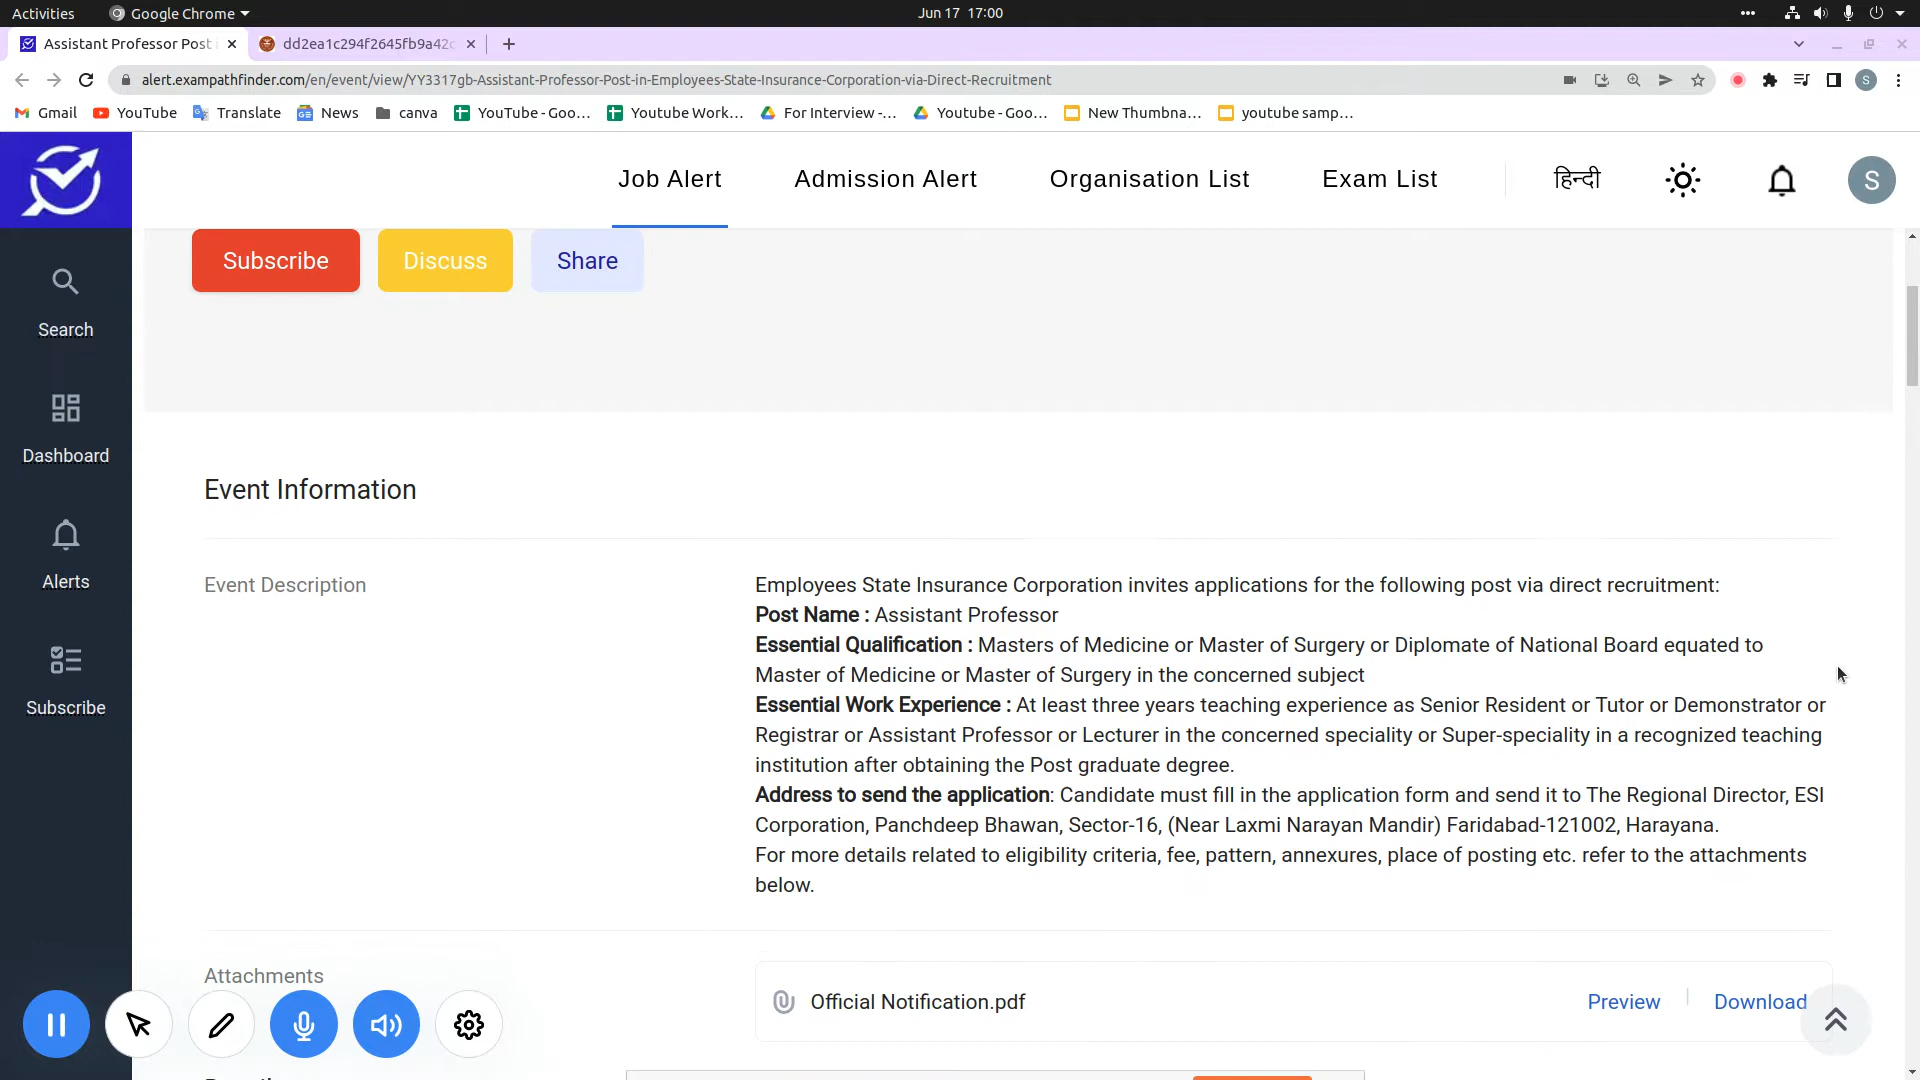 Activities
Google Chrome
Jun 17 17:00
Assistant Professor Post
dd2ea1c294f2645fb9a42
alert.exampathfinder.com/en/event/view/YY3317gb-Assistant-Professor-Post-in-Employees-State-Insurance-Corporation-via-Direct-Recruitment
S
Gmail
YouTube
Translate
News
canva
YouTube - Goo...
Youtube Work...
For Interview -...
Youtube - Goo...
New Thumbna...
youtube samp...
Job Alert
Admission Alert
Organisation List
Exam List
हिन्दी
S
Subscribe
Discuss
Share
Search
Dashboard
Alerts
Subscribe
Event Information
Event Description
Employees State Insurance Corporation invites applications for the following post via direct recruitment:
Post Name : Assistant Professor
Essential Qualification : Masters of Medicine or Master of Surgery or Diplomate of National Board equated to
Master of Medicine or Master of Surgery in the concerned subject
Essential Work Experience : At least three years teaching experience as Senior Resident or Tutor or Demonstrator or
Registrar or Assistant Professor or Lecturer in the concerned speciality or Super-speciality in a recognized teaching
institution after obtaining the Post graduate degree.
Address to send the application: Candidate must fill in the application form and send it to The Regional Director, ESI
Corporation, Panchdeep Bhawan, Sector-16, (Near Laxmi Narayan Mandir) Faridabad-121002, Harayana.
For more details related to eligibility criteria, fee, pattern, annexures, place of posting etc. refer to the attachments
below.
Attachments
Official Notification.pdf
Preview
Download